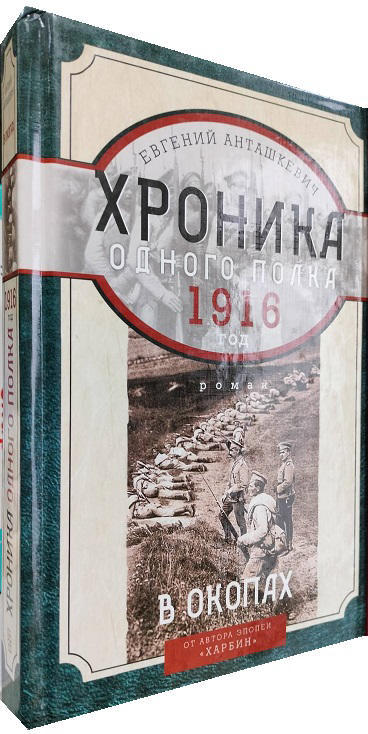 ЕВГЕНИЙ АНТАШКЕВИЧ
ХРОНИКА
ОДНОГО ПОЛКА
1916
ГОД
роман
В ОКОПАХ
ОТ АВТОРА ЭПОПЕИ
«ХАРБИН»
ХРОНИКА ОДНОГО ПОЛКА
1916
ГОД